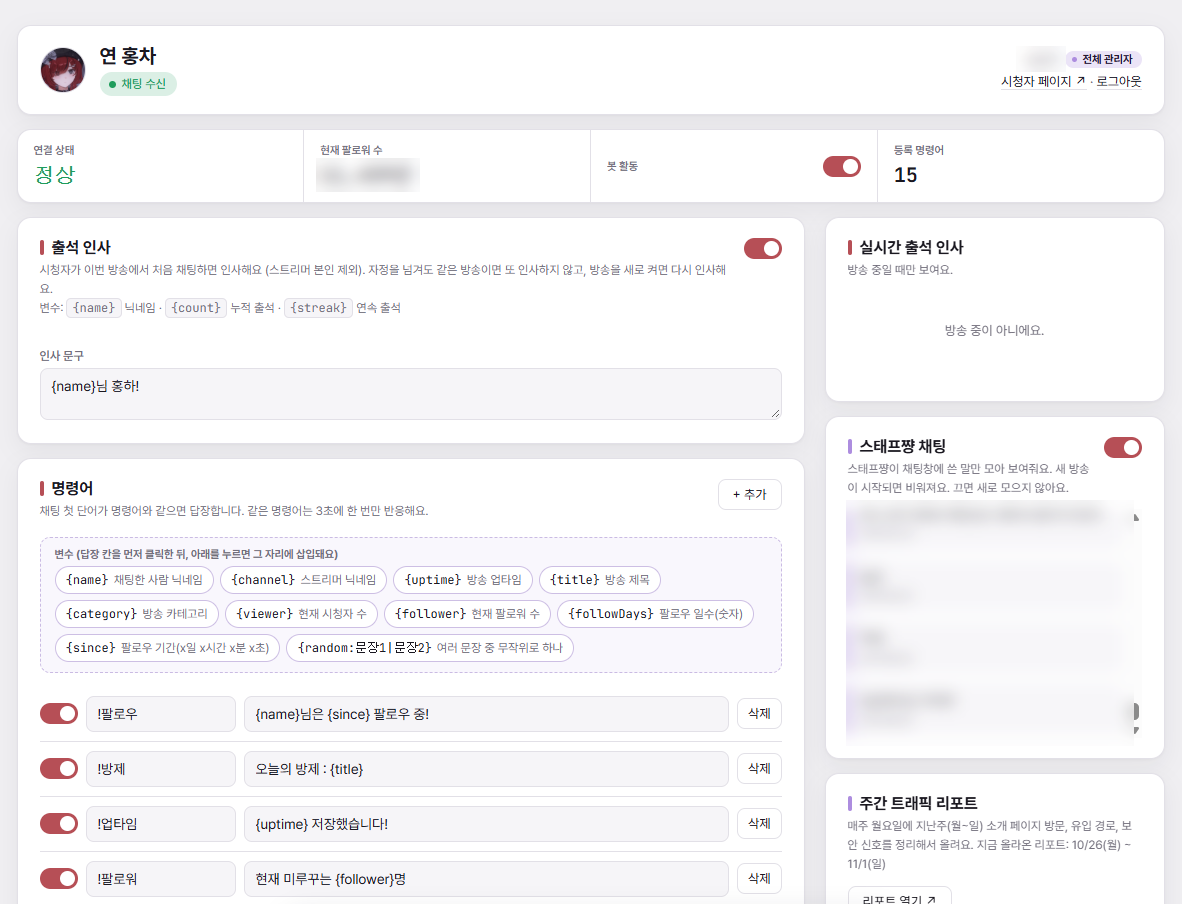 연 홍차
채팅 수신
전체 관리자
시청자 페이지 ↗ · 로그아웃
연결 상태
정상
현재 팔로워 수
봇 활동
등록 명령어
15
출석 인사
시청자가 이번 방송에서 처음 채팅하면 인사해요 (스트리머 본인 제외). 자정을 넘겨도 같은 방송이면 또 인사하지 않고, 방송을 새로 켜면 다시 인사해
요.
변수: {name} 닉네임 · {count} 누적 출석 · {streak} 연속 출석
인사 문구
{name}님 홍하!
명령어
+ 추가
채팅 첫 단어가 명령어와 같으면 답장합니다. 같은 명령어는 3초에 한 번만 반응해요.
변수 (답장 칸을 먼저 클릭한 뒤, 아래를 누르면 그 자리에 삽입돼요)
{name} 채팅한 사람 닉네임 {channel} 스트리머 닉네임 {uptime} 방송 업타임 {title} 방송 제목
{category} 방송 카테고리 {viewer} 현재 시청자 수 {follower} 현재 팔로워 수 {followDays} 팔로우 일수(숫자)
{since} 팔로우 기간(x일 x시간 x분 x초) {random:문장1|문장2} 여러 문장 중 무작위로 하나
!팔로우 {name}님은 {since} 팔로우 중! 삭제
!방제 오늘의 방제 : {title} 삭제
!업타임 {uptime} 저장했습니다! 삭제
!팔로워 현재 미루꾸는 {follower}명 삭제
실시간 출석 인사
방송 중일 때만 보여요.
방송 중이 아니에요.
스태프쨩 채팅
스태프쨩이 채팅창에 쓴 말만 모아 보여줘요. 새 방송
이 시작되면 비워져요. 끄면 새로 모으지 않아요.
주간 트래픽 리포트
매주 월요일에 지난주(월~일) 소개 페이지 방문, 유입 경로, 보
안 신호를 정리해서 올려요. 지금 올라온 리포트: 10/26(월) ~
11/1(일)
리포트 열기 ↗